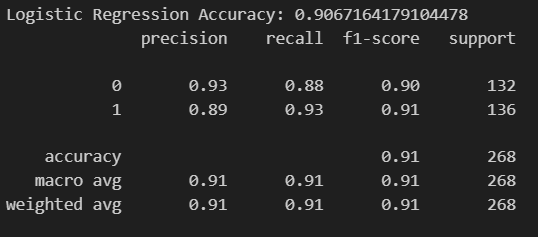 Logistic Regression Accuracy: 0.9067164179104478
precision recall f1-score support
0 0.93 0.88 0.90 132
1 0.89 0.93 0.91 136
accuracy 0.91 268
macro avg 0.91 0.91 0.91 268
weighted avg 0.91 0.91 0.91 268